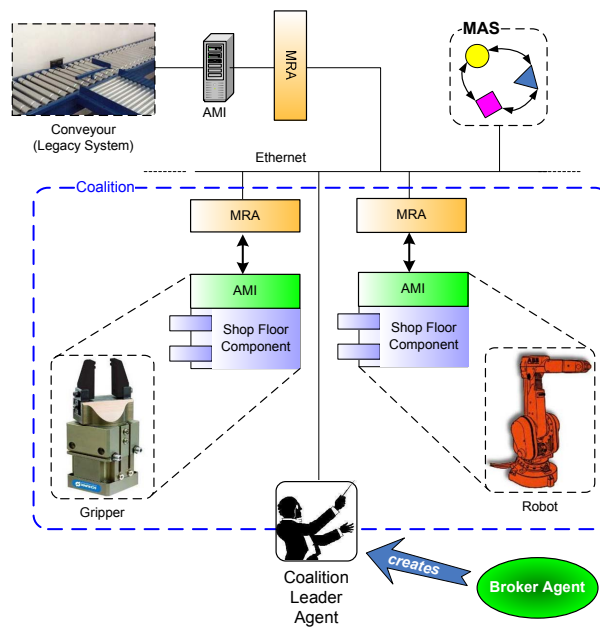 MAS
MRA
AMI
Conveyour
(Legacy System)
Ethernet
Coalition
MRA
MRA
AMI
AMI
Shop Floor
Component
Shop Floor
Component
ABB
Gripper
Robot
creates
Coalition
Leader
Agent
Broker Agent